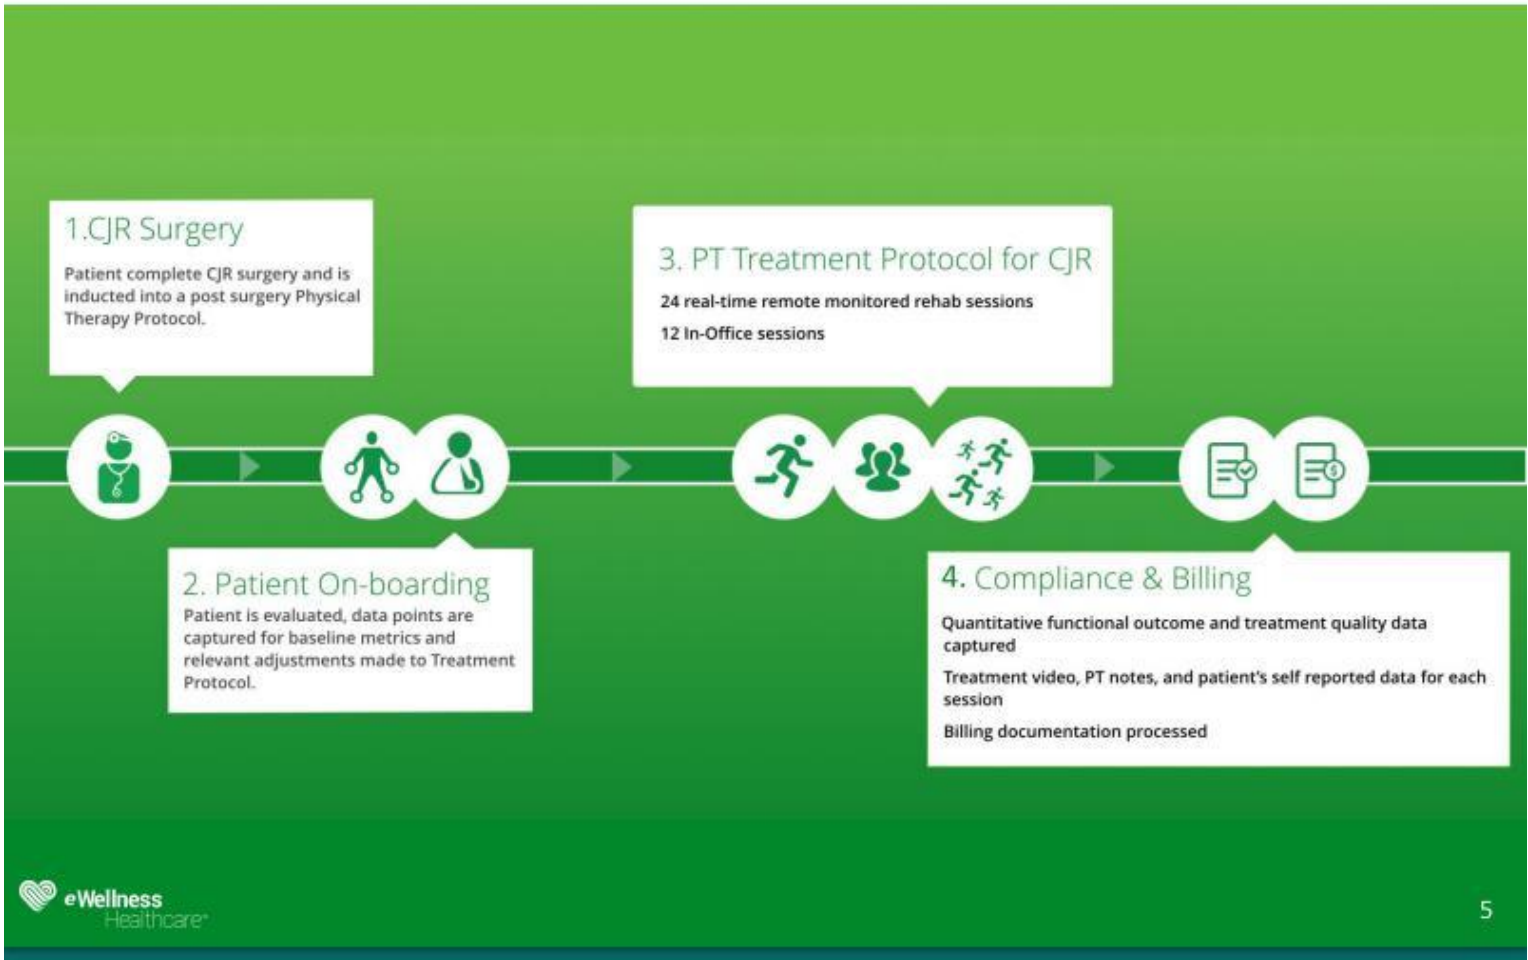 1.CJR Surgery
Patient complete CJR surgery and is
inducted into a post surgery Physical
Therapy Protocol.
2. Patient On-boarding
Patient is evaluated, data points are
captured for baseline metrics and
relevant adjustments made to Treatment
Protocol.
3. PT Treatment Protocol for CJR
24 real-time remote monitored rehab sessions
12 In-Office sessions
4. Compliance & Billing
Quantitative functional outcome and treatment quality data
captured
Treatment video, PT notes, and patient's self reported data for each
session
Billing documentation processed
eWellness
Healthcare
5